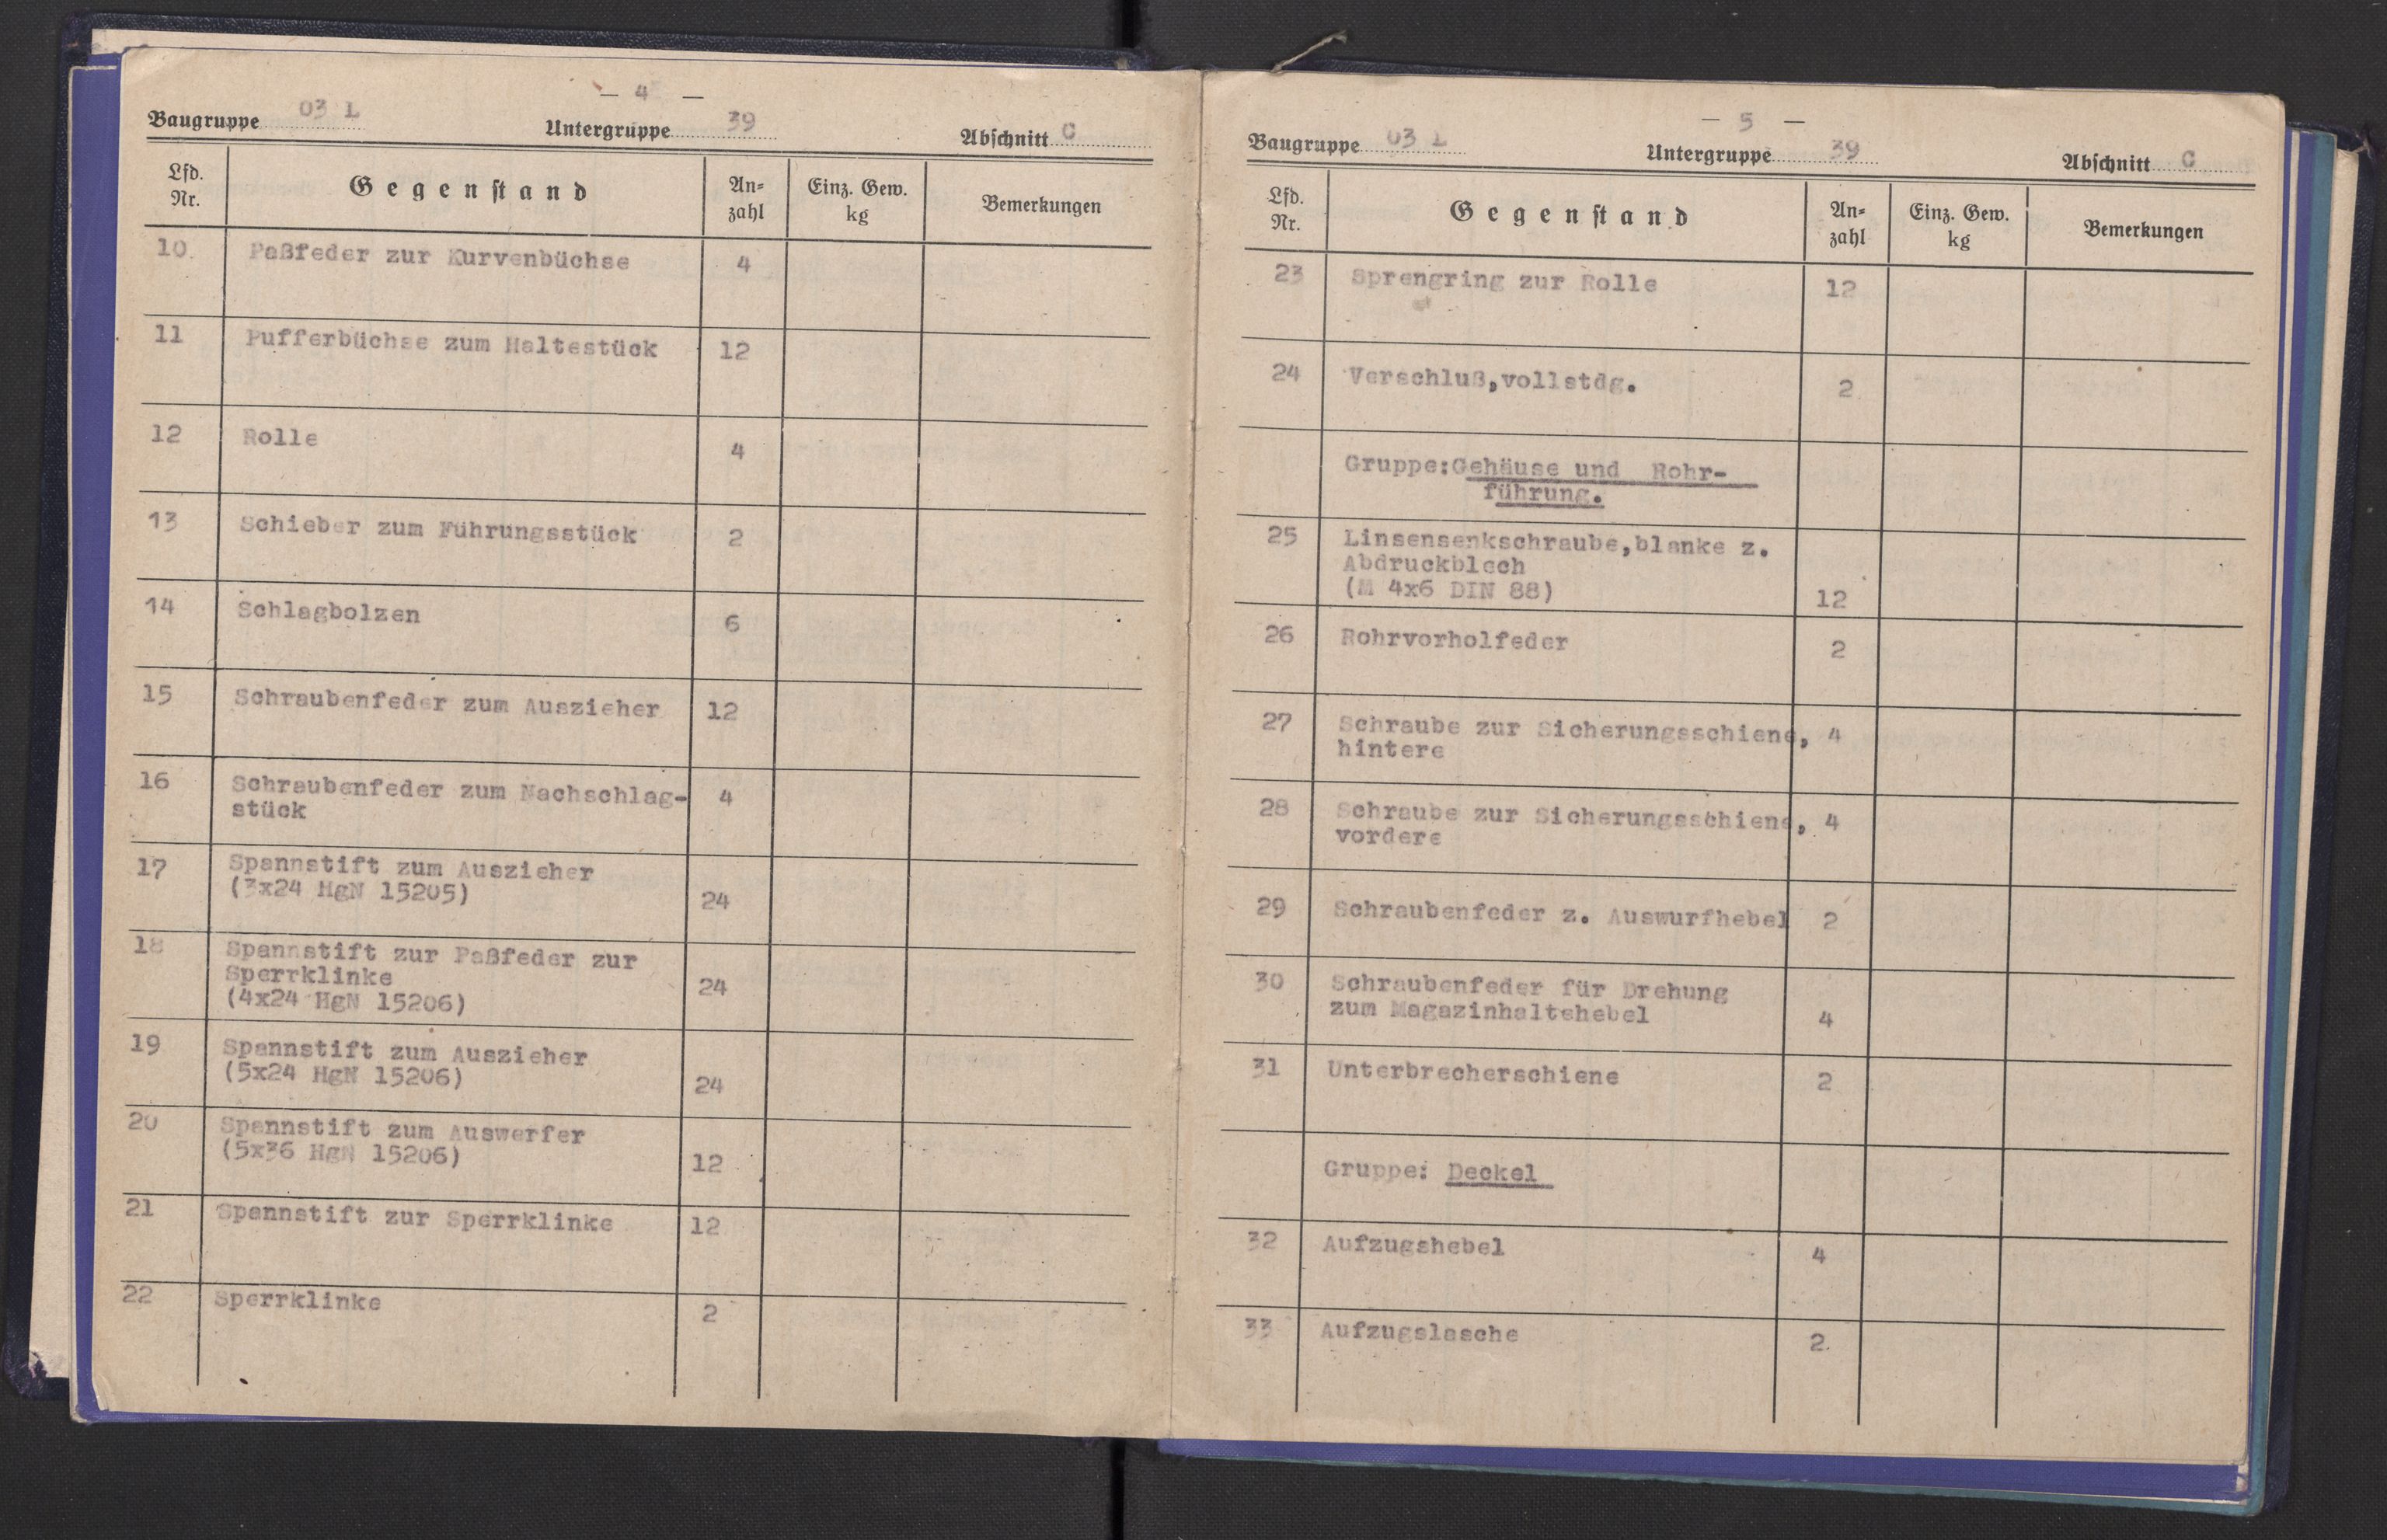 — 4 —
Baugruppe 03 L Untergruppe 39 Abschnitt C
Lfd. Nr. Gegenstand An-zahl Einz. Gew. kg Bemerkungen
10 Paßfeder zur Kurvenbüchse 4
11 Pufferbüchse zum Haltestück 12
12 Rolle 4
13 Schieber zum Führungsstück 2
14 Schlagbolzen 6
15 Schraubenfeder zum Auszieher 12
16 Schraubenfeder zum Nachschlag- 4
stück
17 Spannstift zum Auszieher
(3x24 HgN 15205) 24
18 Spannstift zur Paßfeder zur
Sperrklinke
(4x24 HgN 15206) 24
19 Spannstift zum Auszieher
(5x24 HgN 15206) 24
20 Spannstift zum Auswerfer
(5x36 HgN 15206) 12
21 Spannstift zur Sperrklinke 12
22 Sperrklinke 2
— 5 —
Baugruppe 03 L Untergruppe 39 Abschnitt C
Lfd. Nr. Gegenstand An-zahl Einz. Gew. kg Bemerkungen
23 Sprengring zur Rolle 12
24 Verschluß,vollstdg. 2
Gruppe:Gehäuse und Rohr-
führung.
25 Linsensenkschraube,blanke z.
Abdruckblech
(M 4x6 DIN 88) 12
26 Rohrvorholfeder 2
27 Schraube zur Sicherungsschiene, 4
hintere
28 Schraube zur Sicherungsschiene, 4
vordere
29 Schraubenfeder z. Auswurfhebel 2
30 Schraubenfeder für Drehung
zum Magazinhaltehebel 4
31 Unterbrecherschiene 2
Gruppe: Deckel
32 Aufzugshebel 4
33 Aufzugslasche 2